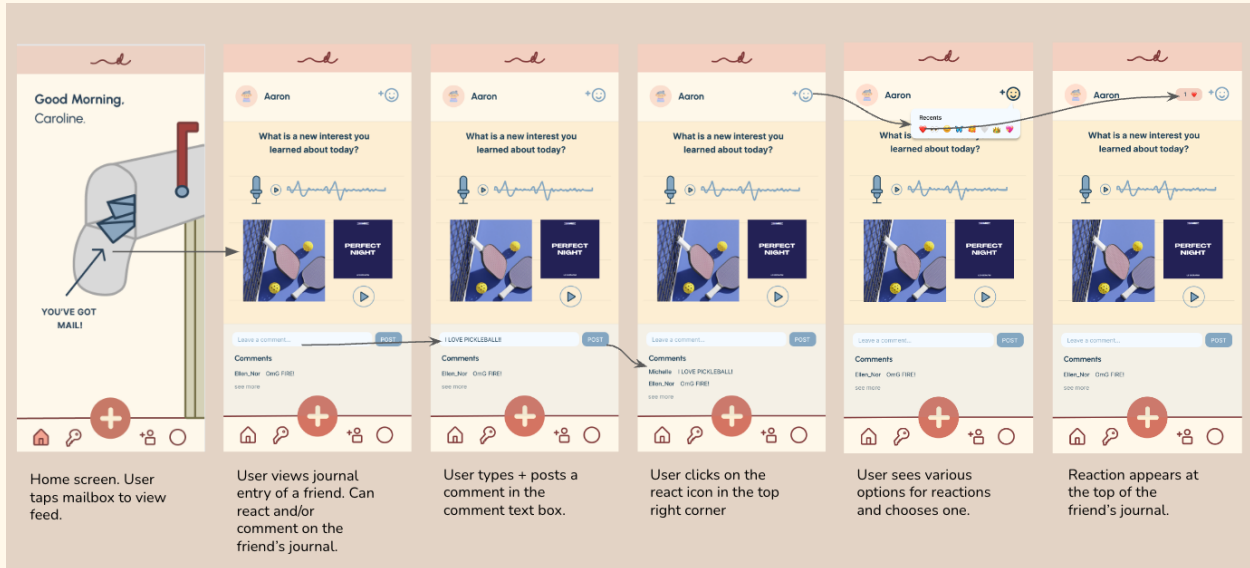 Good Morning,
Caroline.
YOU'VE GOT
MAIL!
Home screen. User
taps mailbox to view
feed.
Aaron
What is a new interest you
learned about today?
PERFECT
NIGHT
Leave a comment...
POST
Comments
Ellen_Nor OmG FIRE!
see more
User views journal
entry of a friend. Can
react and/or
comment on the
friend's journal.
Aaron
What is a new interest you
learned about today?
PERFECT
NIGHT
I LOVE PICKLEBALL!!
POST
Comments
Ellen_Nor OmG FIRE!
see more
User types + posts a
comment in the
comment text box.
Aaron
What is a new interest you
learned about today?
PERFECT
NIGHT
Leave a comment...
POST
Comments
Michelle I LOVE PICKLEBALL!
Ellen_Nor OmG FIRE!
see more
User clicks on the
react icon in the top
right corner
Aaron
Recents
What is
learned about today?
PERFECT
NIGHT
Leave a comment...
POST
Comments
Ellen_Nor OmG FIRE!
see more
User sees various
options for reactions
and chooses one.
Aaron
1
What is a new interest you
learned about today?
PERFECT
NIGHT
Leave a comment...
POST
Comments
Ellen_Nor OmG FIRE!
see more
Reaction appears at
the top of the
friend's journal.